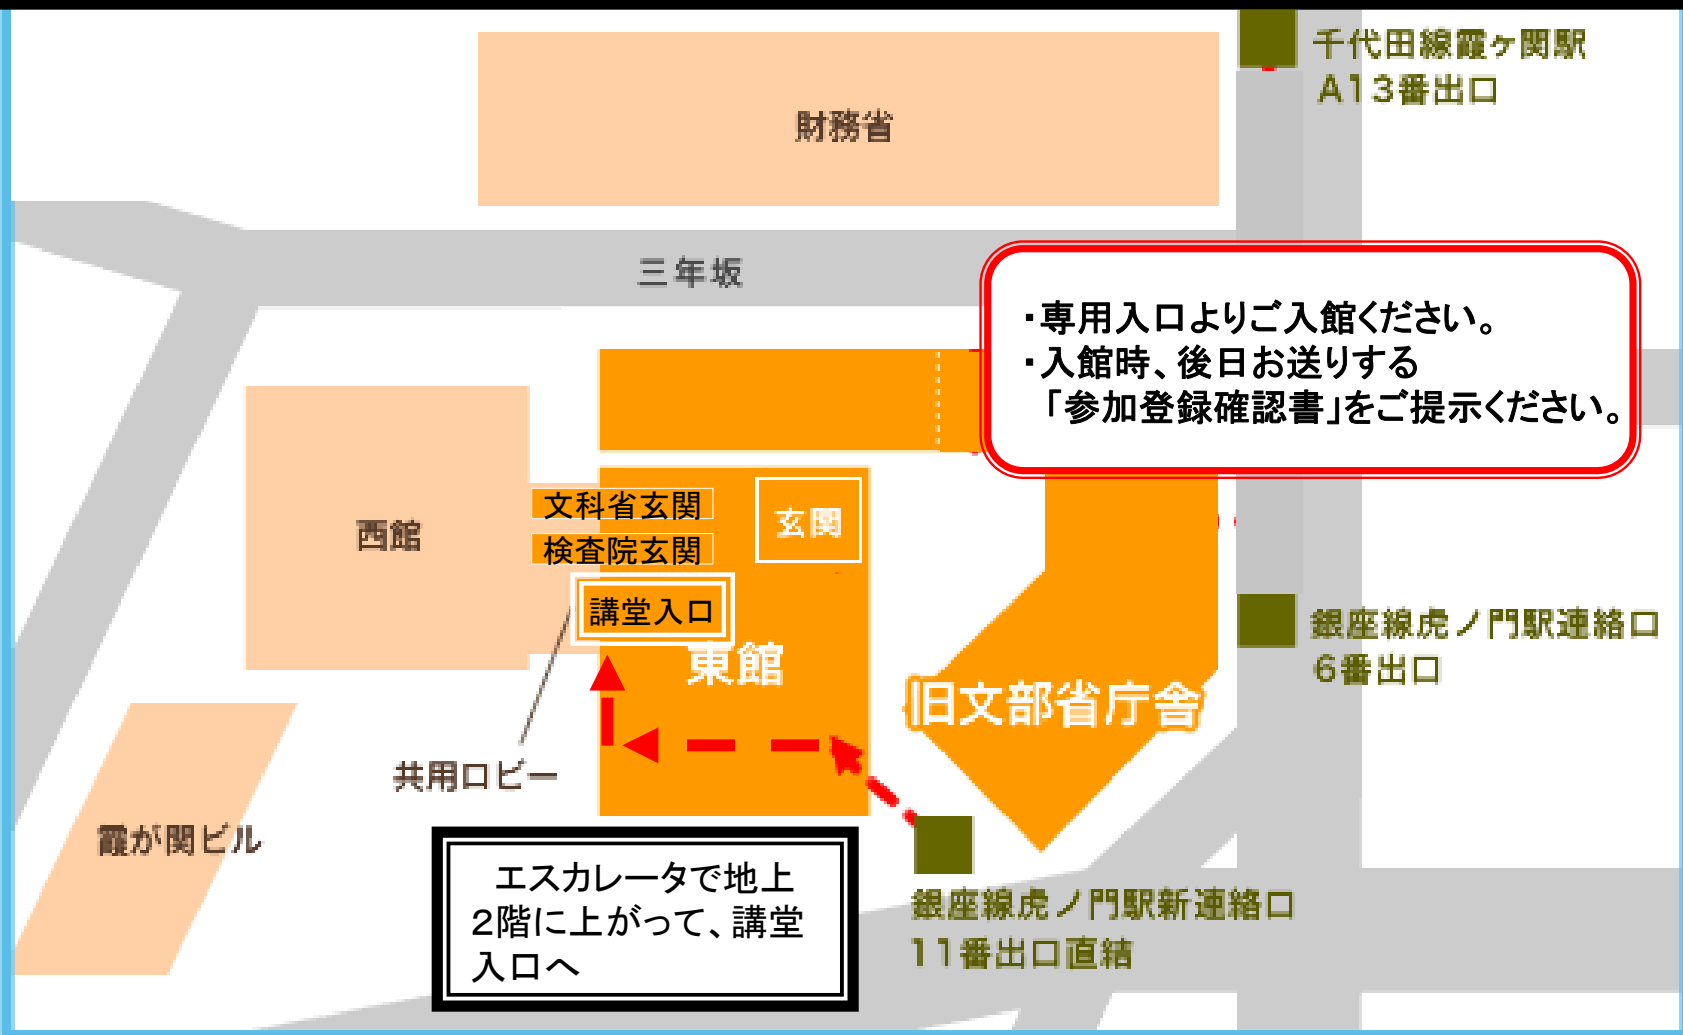 千代田線霞ヶ関駅
A13番出口
財務省
三年坂
・専用入口よりご入館ください。
・入館時、後日お送りする
「参加登録確認書」をご提示ください。
文科省玄関
玄関
西館
検査院玄関
講堂入口
東館
銀座線虎ノ門駅連絡口
6番出口
旧文部省庁舎
共用ロビー
霞が関ビル
エスカレータで地上
2階に上がって、講堂
入口へ
銀座線虎ノ門駅新連絡口
11番出口直結